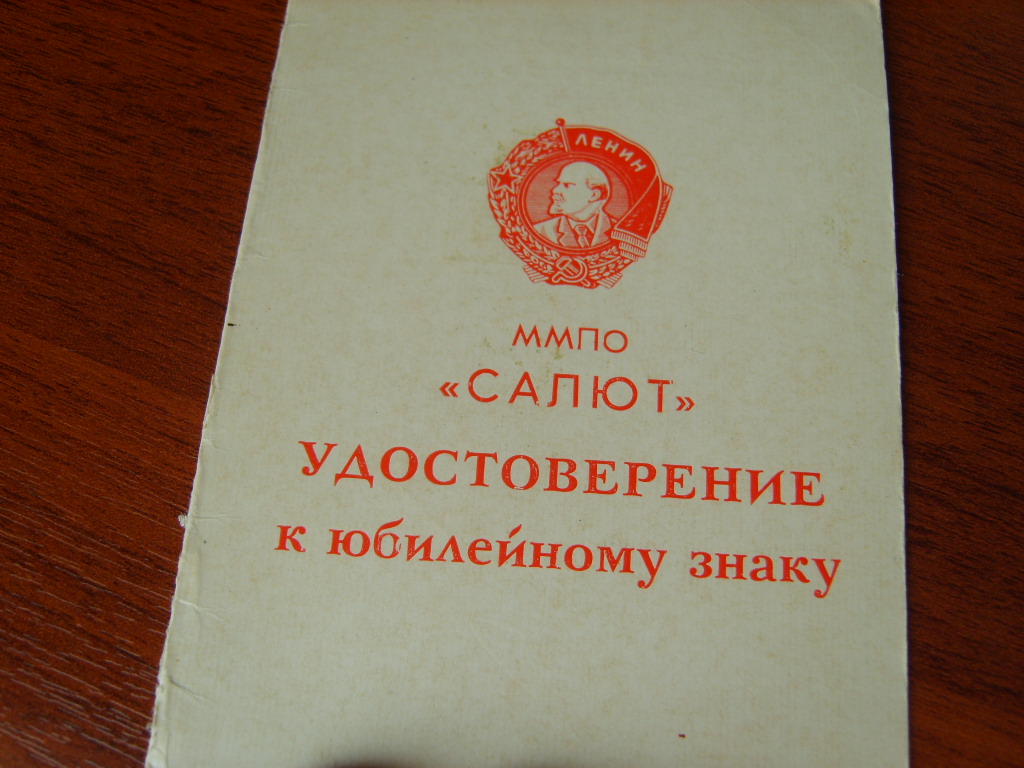 ЛЕНИН
ММПО
«САЛЮТ»
УДОСТОВЕРЕНИЕ
к юбилейному знаку